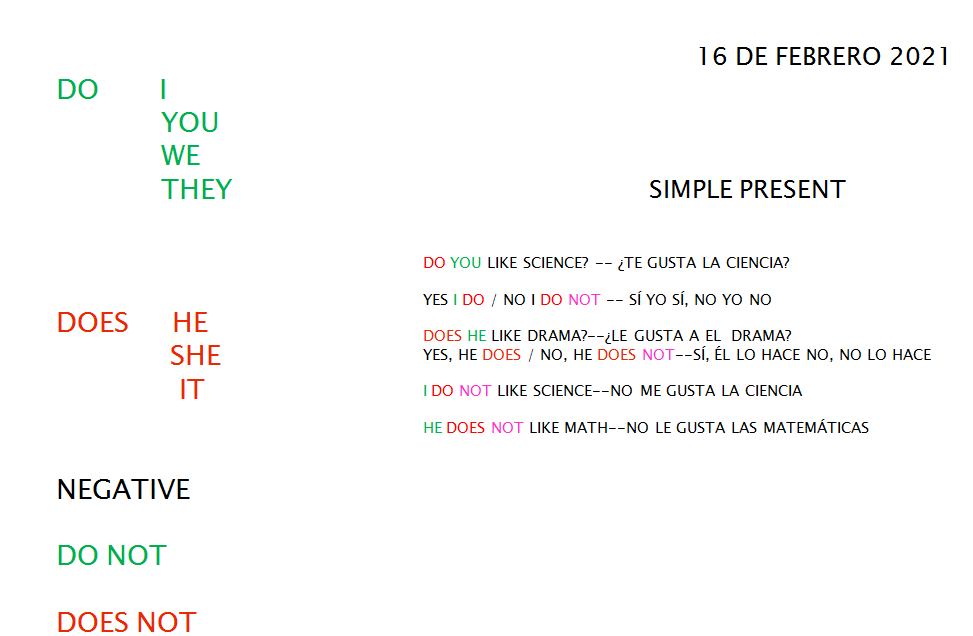 16 DE FEBRERO 2021
DO I
YOU
WE
THEY
SIMPLE PRESENT
DO YOU LIKE SCIENCE? -- ¿TE GUSTA LA CIENCIA?
YES I DO / NO I DO NOT -- SÍ YO SÍ, NO YO NO
DOES HE LIKE DRAMA?--¿LE GUSTA A EL DRAMA?
YES, HE DOES / NO, HE DOES NOT--SÍ, ÉL LO HACE NO, NO LO HACE
I DO NOT LIKE SCIENCE--NO ME GUSTA LA CIENCIA
HE DOES NOT LIKE MATH--NO LE GUSTA LAS MATEMÁTICAS
DOES HE
SHE
IT
NEGATIVE
DO NOT
DOES NOT